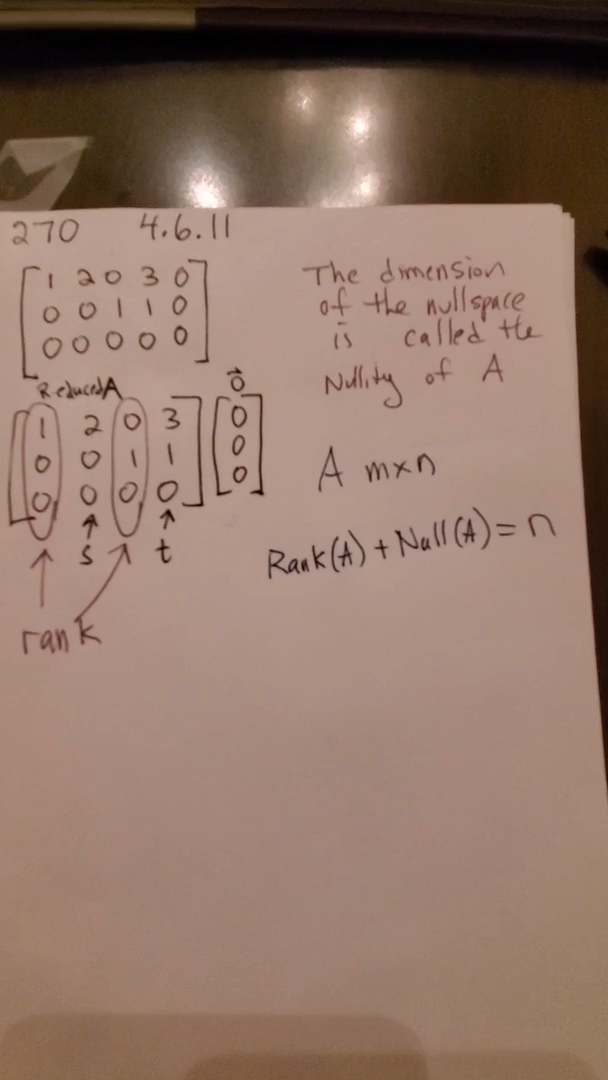 270 4.6.11
1 2 0 3 0
0 0 1 1 0
0 0 0 0 0
Reduced A
0
1 2 0 3 0
0 0 1 1 0
0 0 0 0 0
s t
rank
The dimension
of the nullspace
is called the
Nullity of A
A m×n
Rank(A) + Null(A) = n